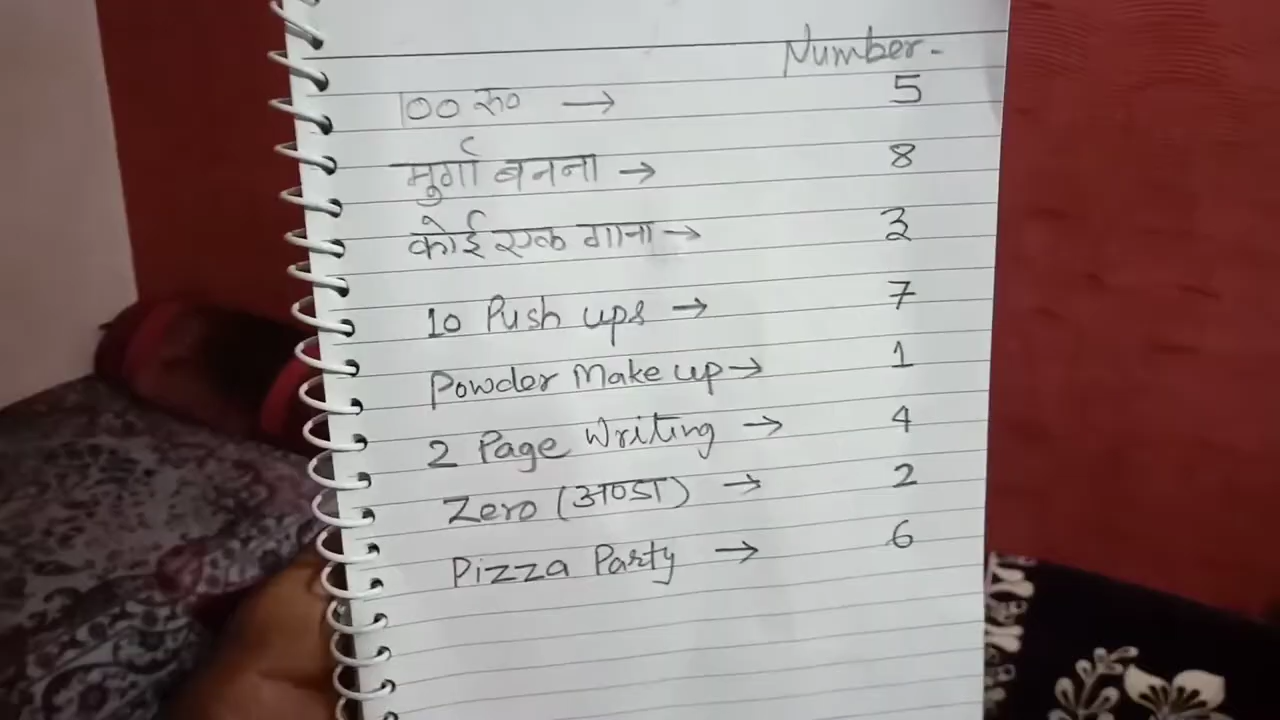 Number-
100 रु० → 5
मुर्गा बनना → 8
कोई एक गाना → 3
10 Push ups → 7
Powder Make up → 1
2 Page Writing → 4
Zero (अण्डा) → 2
Pizza Party → 6